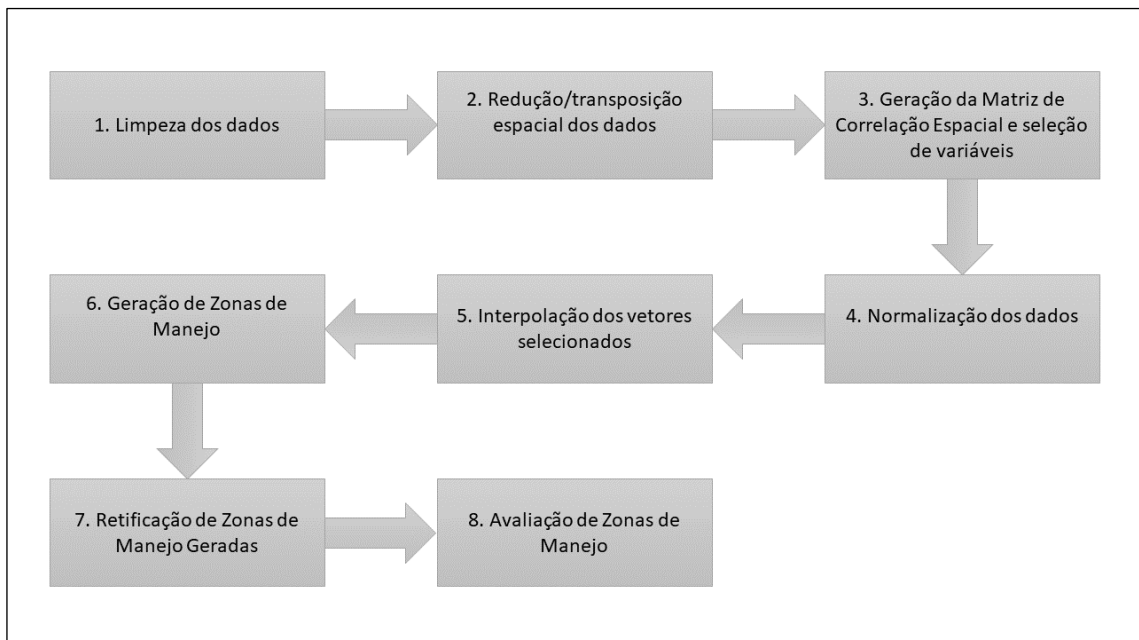 1. Limpeza dos dados
2. Redução/transposição
espacial dos dados
3. Geração da Matriz de
Correlação Espacial e seleção
de variáveis
4. Normalização dos dados
5. Interpolação dos vetores
selecionados
6. Geração de Zonas de
Manejo
7. Retificação de Zonas de
Manejo Geradas
8. Avaliação de Zonas de
Manejo